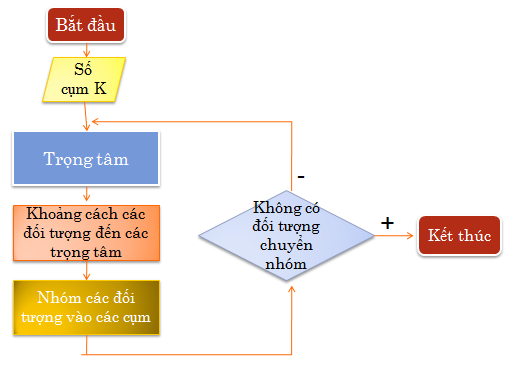 Bắt đầu
Số
cụm K
Trọng tâm
Khoảng cách các
đối tượng đến các
trọng tâm
Nhóm các đối
tượng vào các cụm
Không có
đối tượng
chuyển
nhóm
-
+
Kết thúc